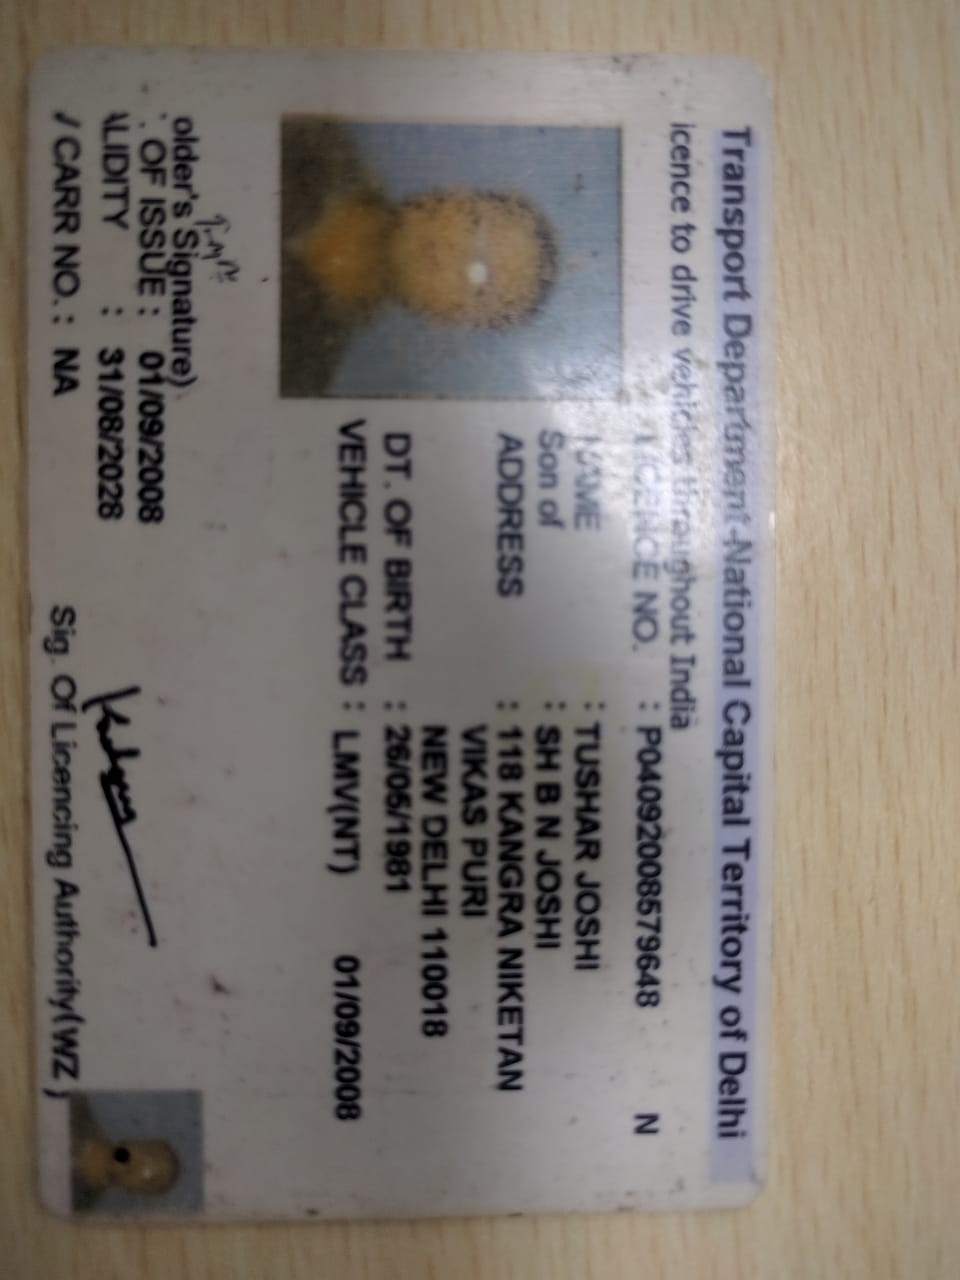 Transport Department-National Capital Territory of Delhi
icence to drive vehicles throughout India
LICENCE NO. : P04092008579648 N
NAME : TUSHAR JOSHI
Son of : SH B N JOSHI
ADDRESS : 118 KANGRA NIKETAN
VIKAS PURI
NEW DELHI 110018
DT. OF BIRTH : 26/05/1981
VEHICLE CLASS : LMV(NT) 01/09/2008
older's Signature)
. OF ISSUE : 01/09/2008
ALIDITY : 31/08/2028
/ CARR NO. : NA
Sig. Of Licencing Authority(WZ)